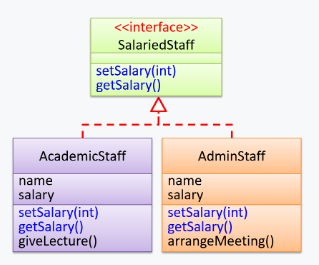 <<interface>>
SalariedStaff
setSalary(int)
getSalary()
AcademicStaff
name
salary
setSalary(int)
getSalary()
giveLecture()
AdminStaff
name
salary
setSalary(int)
getSalary()
arrangeMeeting()